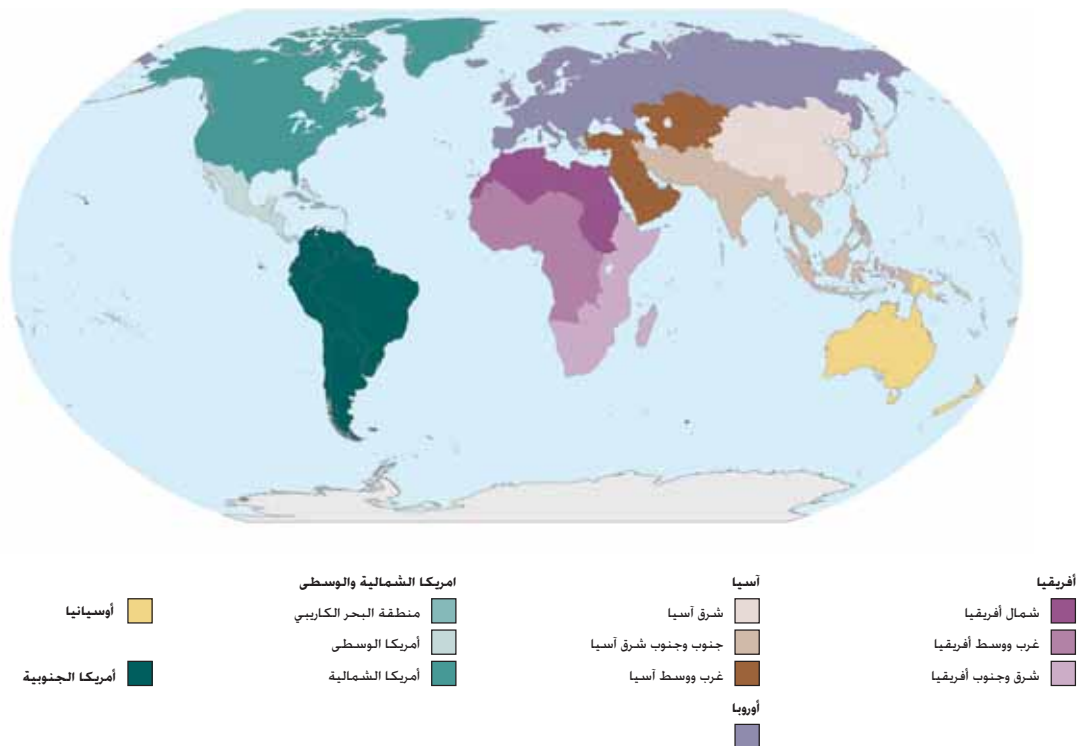 أفريقيا
شمال أفريقيا
غرب ووسط أفريقيا
شرق وجنوب أفريقيا
آسيا
شرق آسيا
جنوب وجنوب شرق آسيا
غرب ووسط آسيا
أوروبا
امريكا الشمالية والوسطى
منطقة البحر الكاريبي
أمريكا الوسطى
أمريكا الشمالية
أوسيانيا
أمريكا الجنوبية